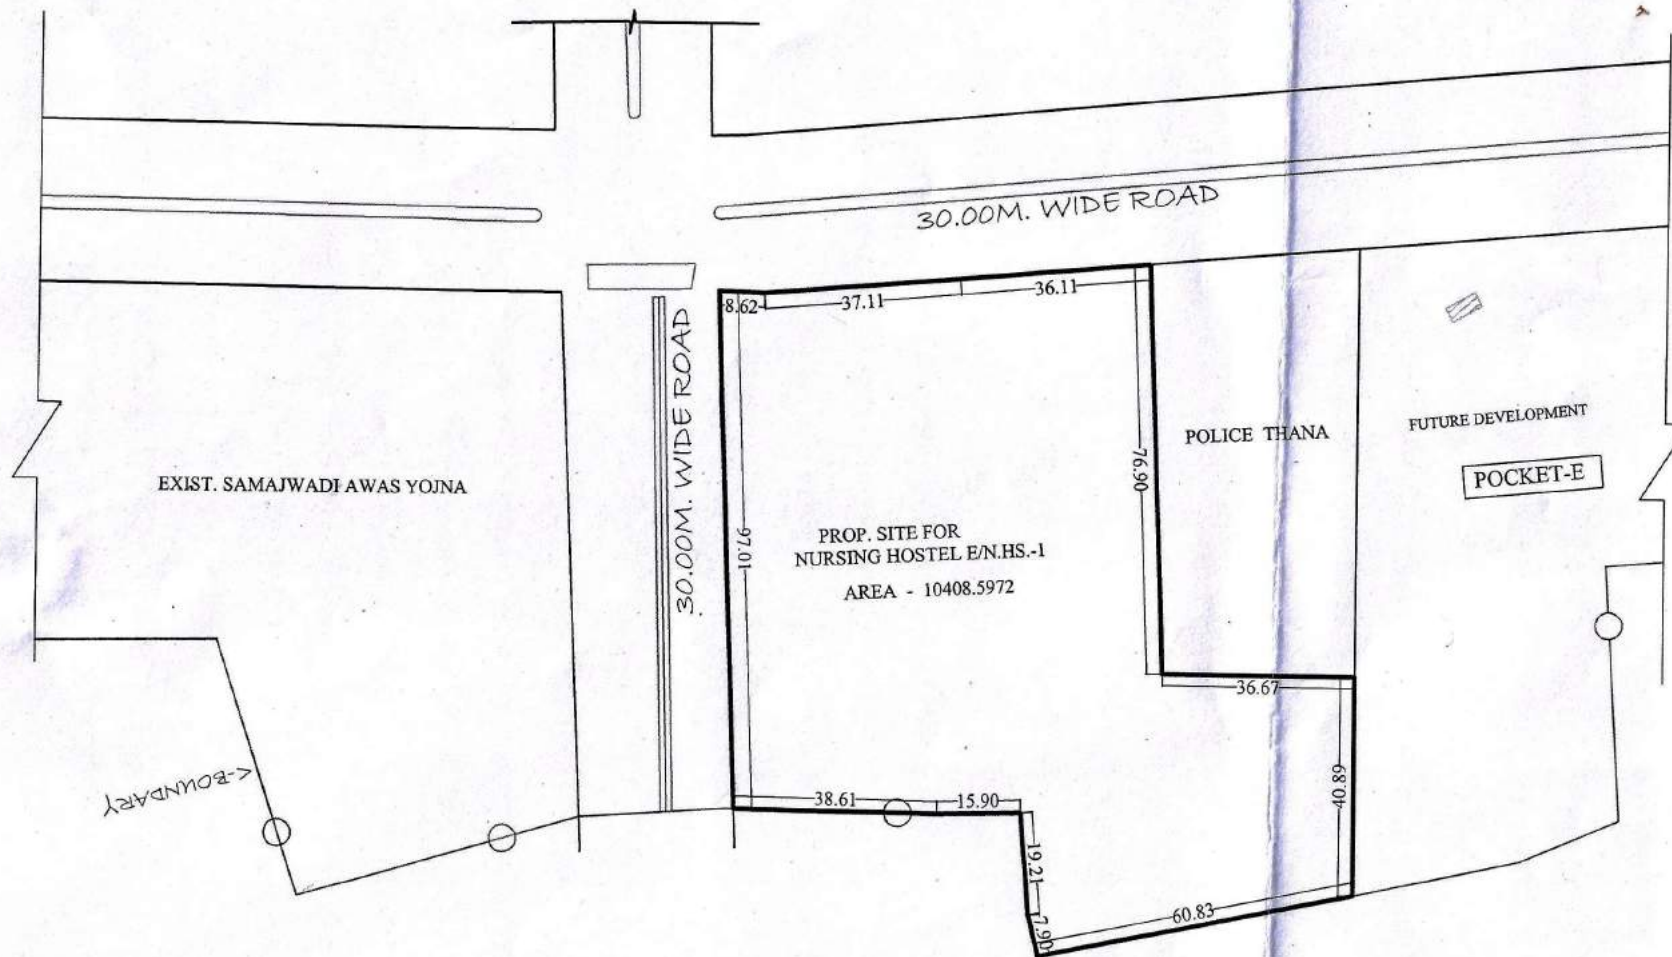 30.00M. WIDE ROAD
8.62
37.11
36.11
30.00M. WIDE ROAD
POLICE THANA
FUTURE DEVELOPMENT
POCKET-E
EXIST. SAMAJWADI AWAS YOJNA
76.90
97.01
PROP. SITE FOR
NURSING HOSTEL E/N.HS.-1
AREA - 10408.5972
36.67
<-BOUNDARY
38.61
15.90
40.89
19.21
7.90
60.83